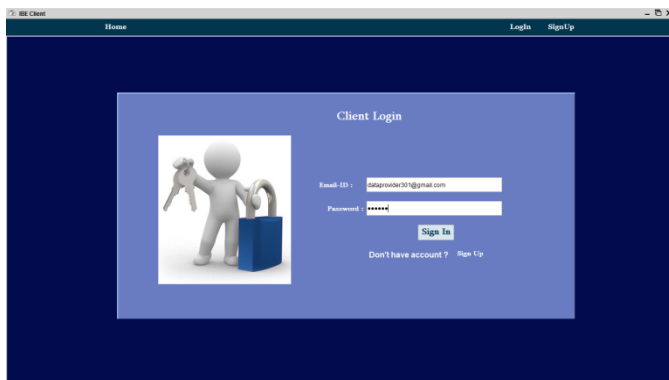 IBE Client
Home LogIn SignUp
Client Login
Email-ID : dataprovider301@gmail.com
Password : ••••••
Sign In
Don't have account ? Sign Up